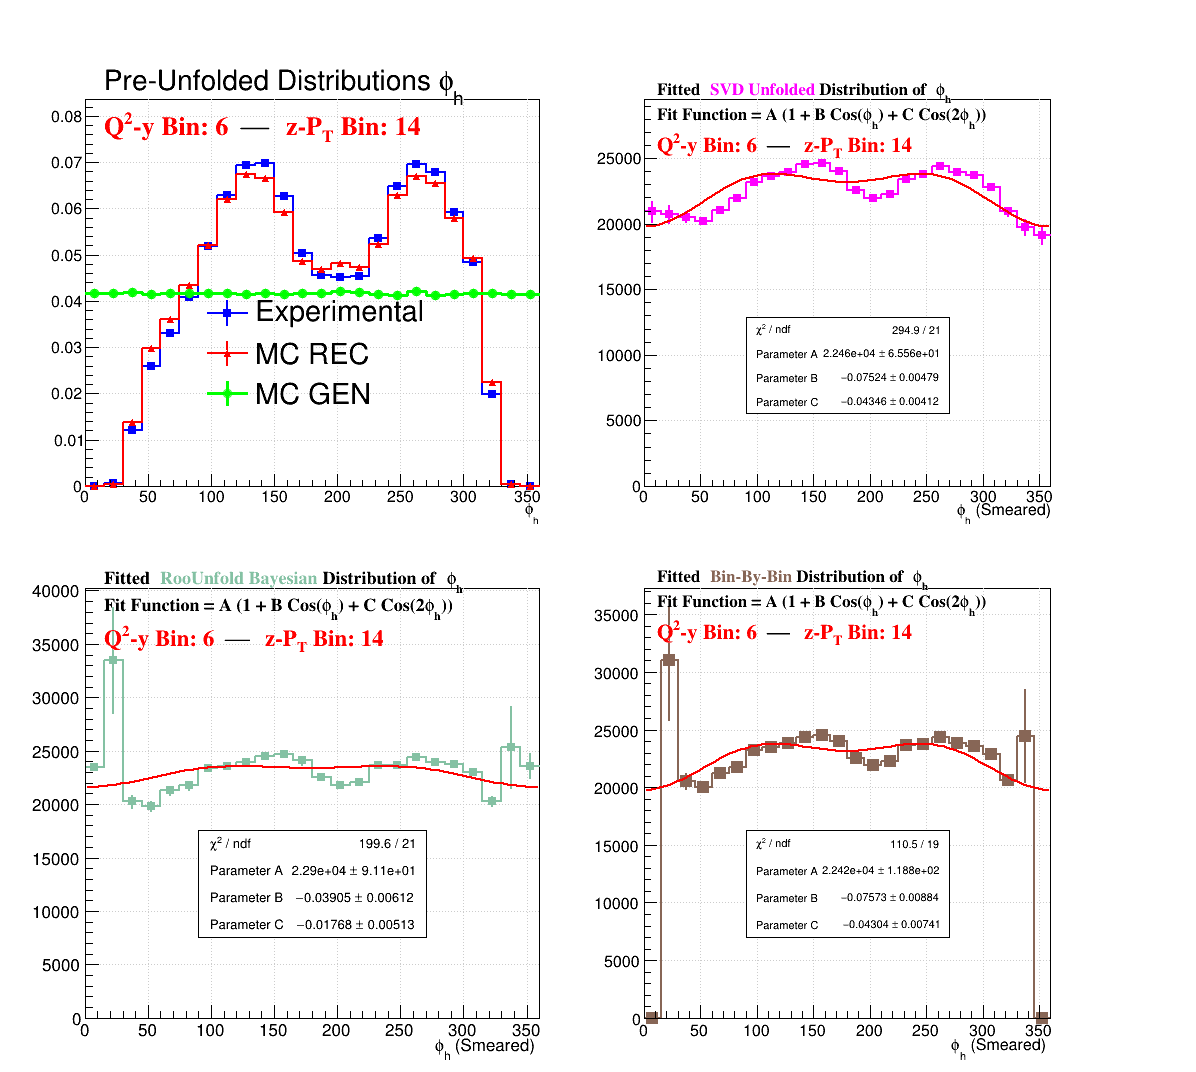 Pre-Unfolded Distributions ϕh
Q²-y Bin: 6 — z-PT Bin: 14
0.08
0.07
0.06
0.05
0.04
0.03
0.02
0.01
0
Experimental
MC REC
MC GEN
50 100 150 200 250 300 350
ϕh
Fitted SVD Unfolded Distribution of ϕh
Fit Function = A (1 + B Cos(ϕh) + C Cos(2ϕh))
Q²-y Bin: 6 — z-PT Bin: 14
25000
20000
15000
10000
5000
0
χ² / ndf 294.9 / 21
Parameter A 2.246e+04 ± 6.556e+01
Parameter B −0.07524 ± 0.00479
Parameter C −0.04346 ± 0.00412
0 50 100 150 200 250 300 350
ϕh (Smeared)
Fitted RooUnfold Bayesian Distribution of ϕh
Fit Function = A (1 + B Cos(ϕh) + C Cos(2ϕh))
Q²-y Bin: 6 — z-PT Bin: 14
40000
35000
30000
25000
20000
15000
10000
5000
0
χ² / ndf 199.6 / 21
Parameter A 2.29e+04 ± 9.11e+01
Parameter B −0.03905 ± 0.00612
Parameter C −0.01768 ± 0.00513
0 50 100 150 200 250 300 350
ϕh (Smeared)
Fitted Bin-By-Bin Distribution of ϕh
Fit Function = A (1 + B Cos(ϕh) + C Cos(2ϕh))
Q²-y Bin: 6 — z-PT Bin: 14
35000
30000
25000
20000
15000
10000
5000
0
χ² / ndf 110.5 / 19
Parameter A 2.242e+04 ± 1.188e+02
Parameter B −0.07573 ± 0.00884
Parameter C −0.04304 ± 0.00741
0 50 100 150 200 250 300 350
ϕh (Smeared)